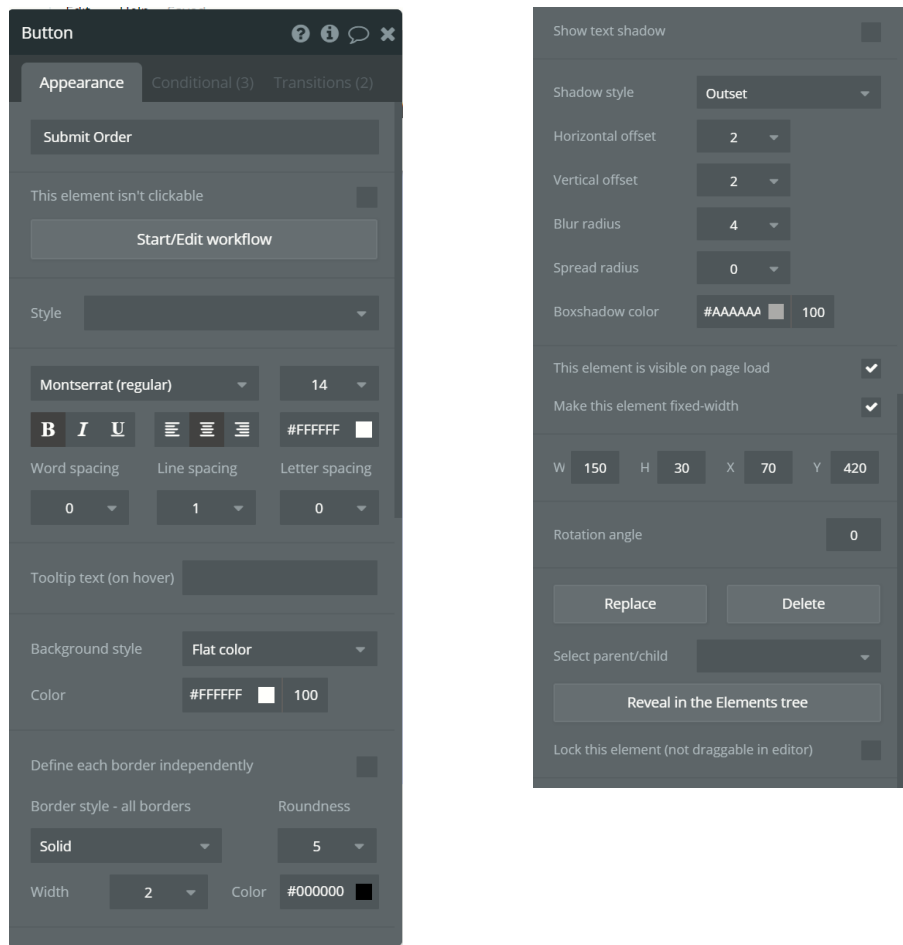 Button
Appearance Conditional (3) Transitions (2)
Submit Order
This element isn't clickable
Start/Edit workflow
Style
Montserrat (regular) 14
B I U #FFFFFF
Word spacing Line spacing Letter spacing
0 1 0
Tooltip text (on hover)
Background style Flat color
Color #FFFFFF 100
Define each border independently
Border style - all borders Roundness
Solid 5
Width 2 Color #000000
Show text shadow
Shadow style Outset
Horizontal offset 2
Vertical offset 2
Blur radius 4
Spread radius 0
Boxshadow color #AAAAAA 100
This element is visible on page load
Make this element fixed-width
W 150 H 30 X 70 Y 420
Rotation angle 0
Replace Delete
Select parent/child
Reveal in the Elements tree
Lock this element (not draggable in editor)